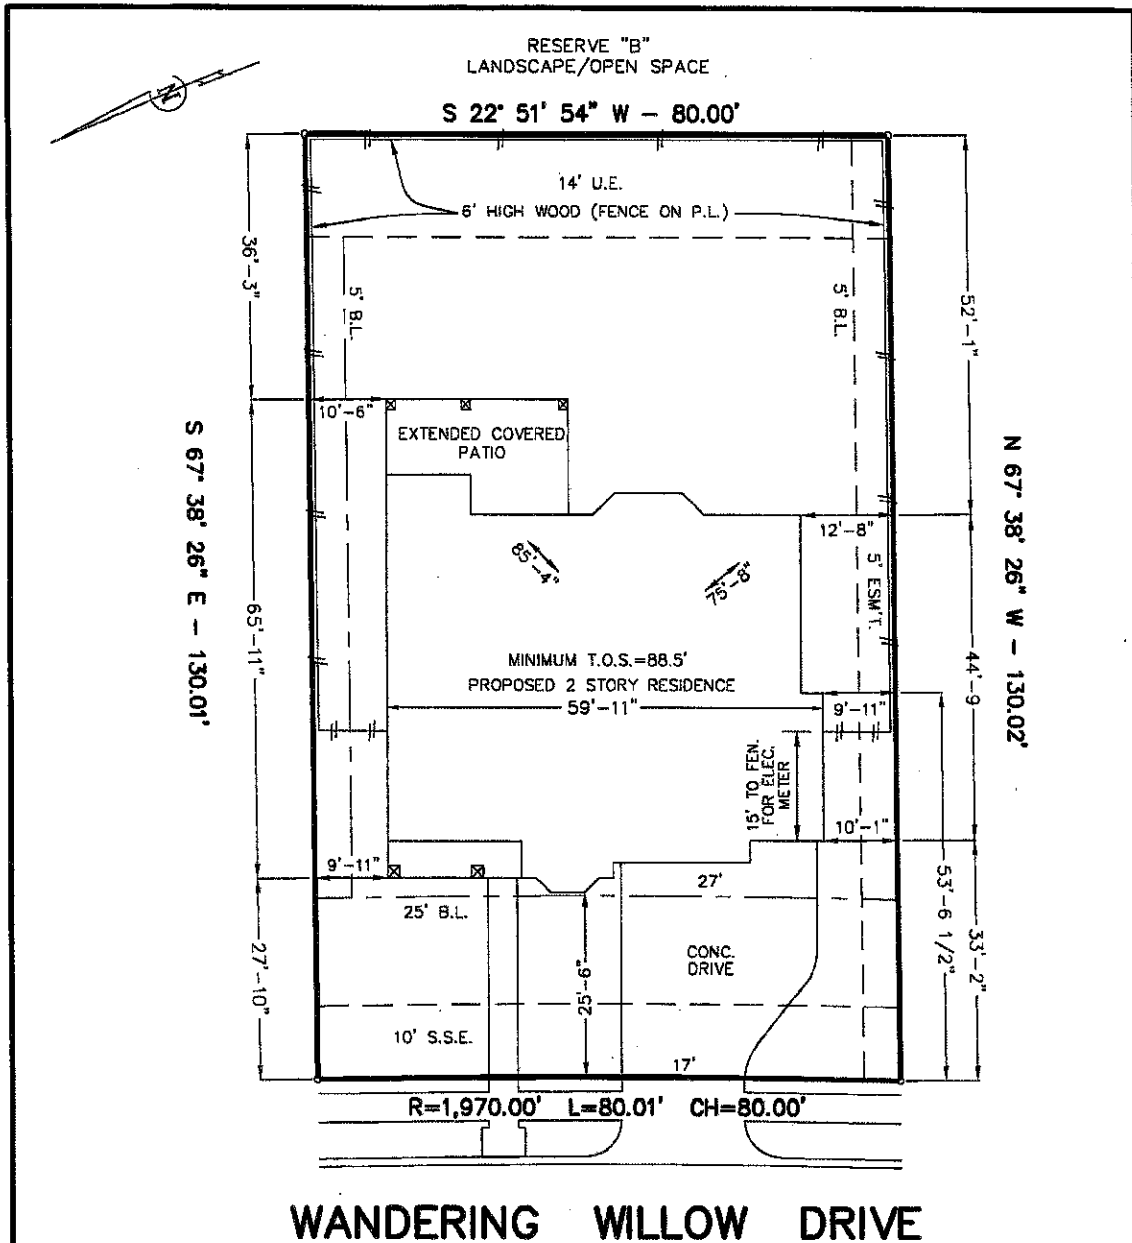 RESERVE "B"
LANDSCAPE/OPEN SPACE
N
S 22° 51' 54" W - 80.00'
14' U.E.
6' HIGH WOOD (FENCE ON P.L.)
36'-3"
5' B.L.
5' B.L.
52'-1"
10'-6"
EXTENDED COVERED
PATIO
S 67° 38' 26" E - 130.01'
N 67° 38' 26" W - 130.02'
12'-8"
85'-4"
75'-8"
5' ESM'T.
65'-11"
44'-9
MINIMUM T.O.S.=88.5'
PROPOSED 2 STORY RESIDENCE
59'-11"
9'-11"
15' TO FEN.
FOR ELEC.
METER
10'-1"
9'-11"
27'
53'-6 1/2"
33'-2"
25' B.L.
27'-10"
25'-6"
CONC.
DRIVE
10' S.S.E.
17'
R=1,970.00' L=80.01' CH=80.00'
WANDERING WILLOW DRIVE